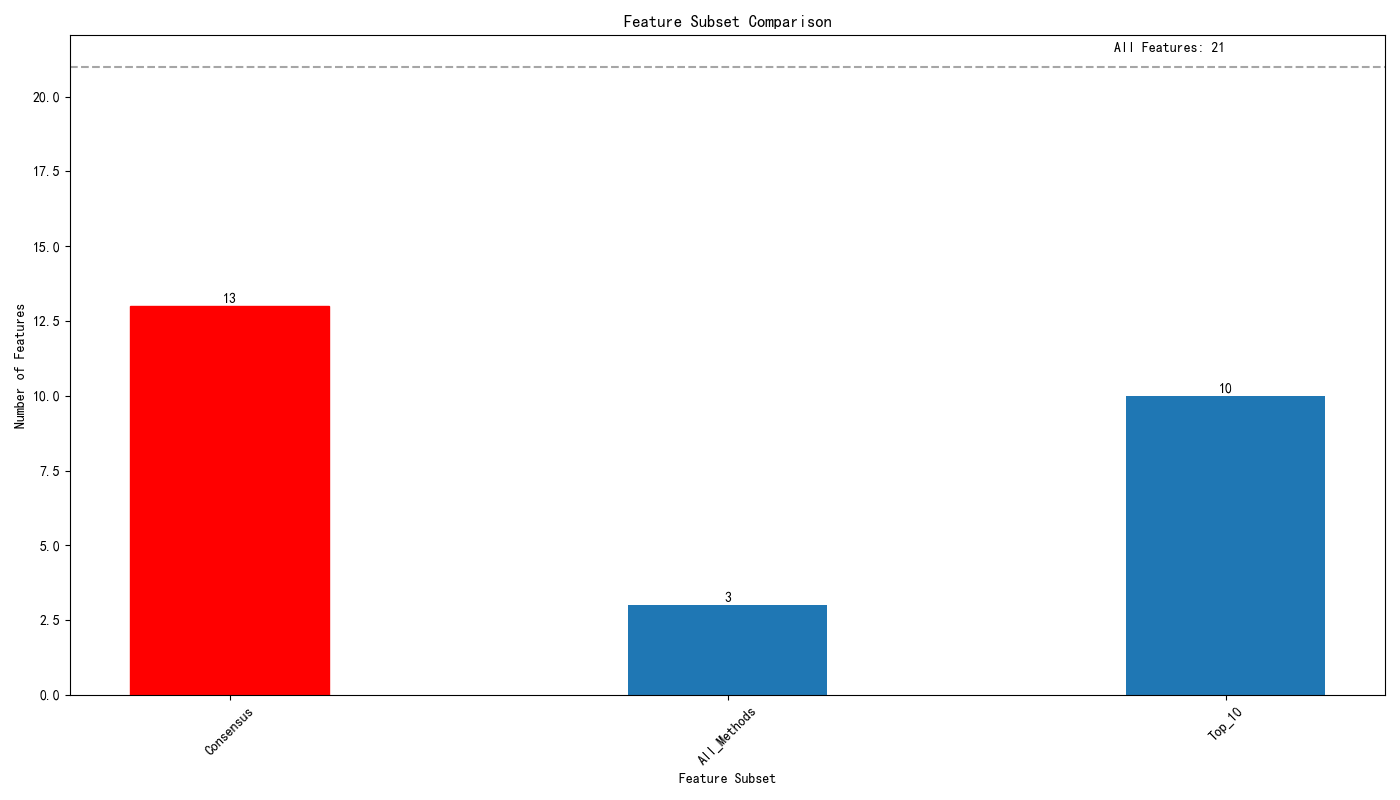 Feature Subset Comparison
All Features: 21
20.0
17.5
15.0
12.5
10.0
7.5
5.0
2.5
0.0
Number of Features
13
3
10
Consensus
All_Methods
Top_10
Feature Subset